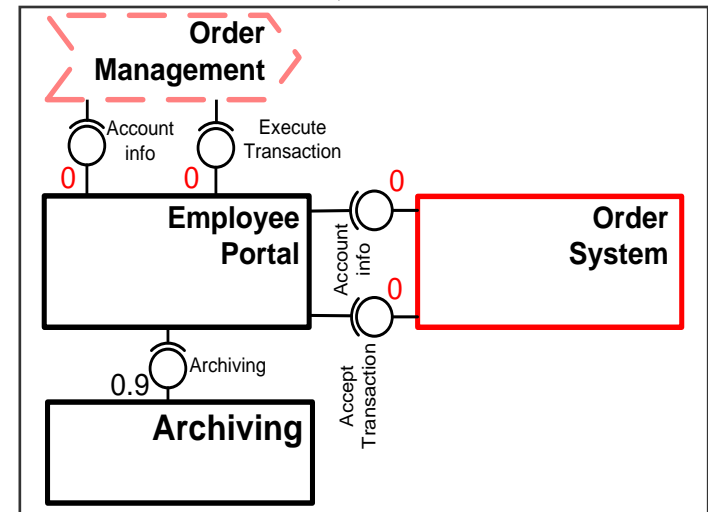 Order
Management
Account
info
Execute
Transaction
0
0
0
Employee
Portal
Order
System
Account
info
0
Accept
Transaction
Archiving
0.9
Archiving